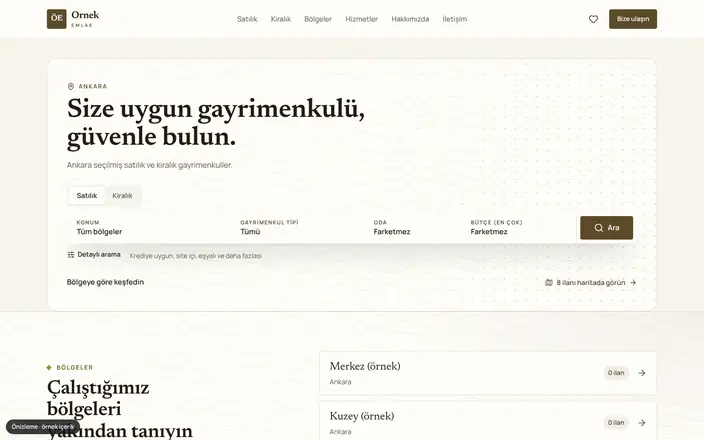 ÖE
Ornek
EMLAK
Satılık Kiralık Bölgeler Hizmetler Hakkımızda İletişim
Bize ulaşın
ANKARA
Size uygun gayrimenkulü,
güvenle bulun.
Ankara seçilmiş satılık ve kiralık gayrimenkuller.
Satılık Kiralık
KONUM GAYRİMENKUL TİPİ ODA BÜTÇE (EN ÇOK)
Tüm bölgeler Tümü Farketmez Farketmez
Ara
Detaylı arama Krediye uygun, site içi, eşyalı ve daha fazlası
Bölgeye göre keşfedin
8 ilanı haritada görün
BÖLGELER
Çalıştığımız
bölgeleri
yakından tanıyın
Merkez (örnek)
Ankara
0 ilan
Kuzey (örnek)
Ankara
0 ilan
Önizleme · örnek içerik